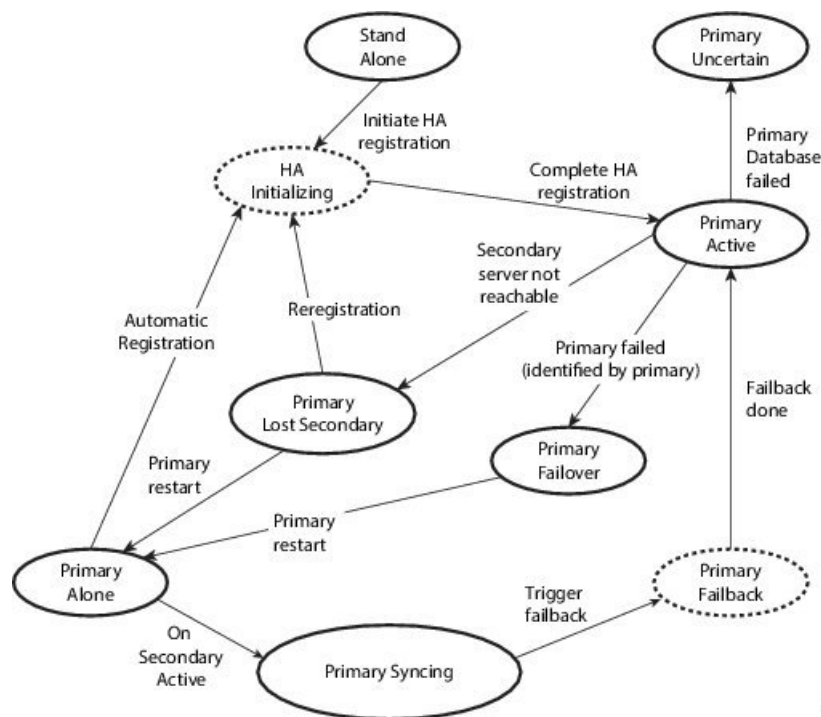 Stand
Alone
Primary
Uncertain
Initiate HA
registration
Primary
Database
failed
HA
Initializing
Complete HA
registration
Primary
Active
Secondary
server not
reachable
Automatic
Registration
Reregistration
Primary failed
(identified by primary)
Failback
done
Primary
Lost Secondary
Primary
Failover
Primary
restart
Primary
restart
Primary
Alone
Primary
Failback
Trigger
failback
On
Secondary
Active
Primary Syncing